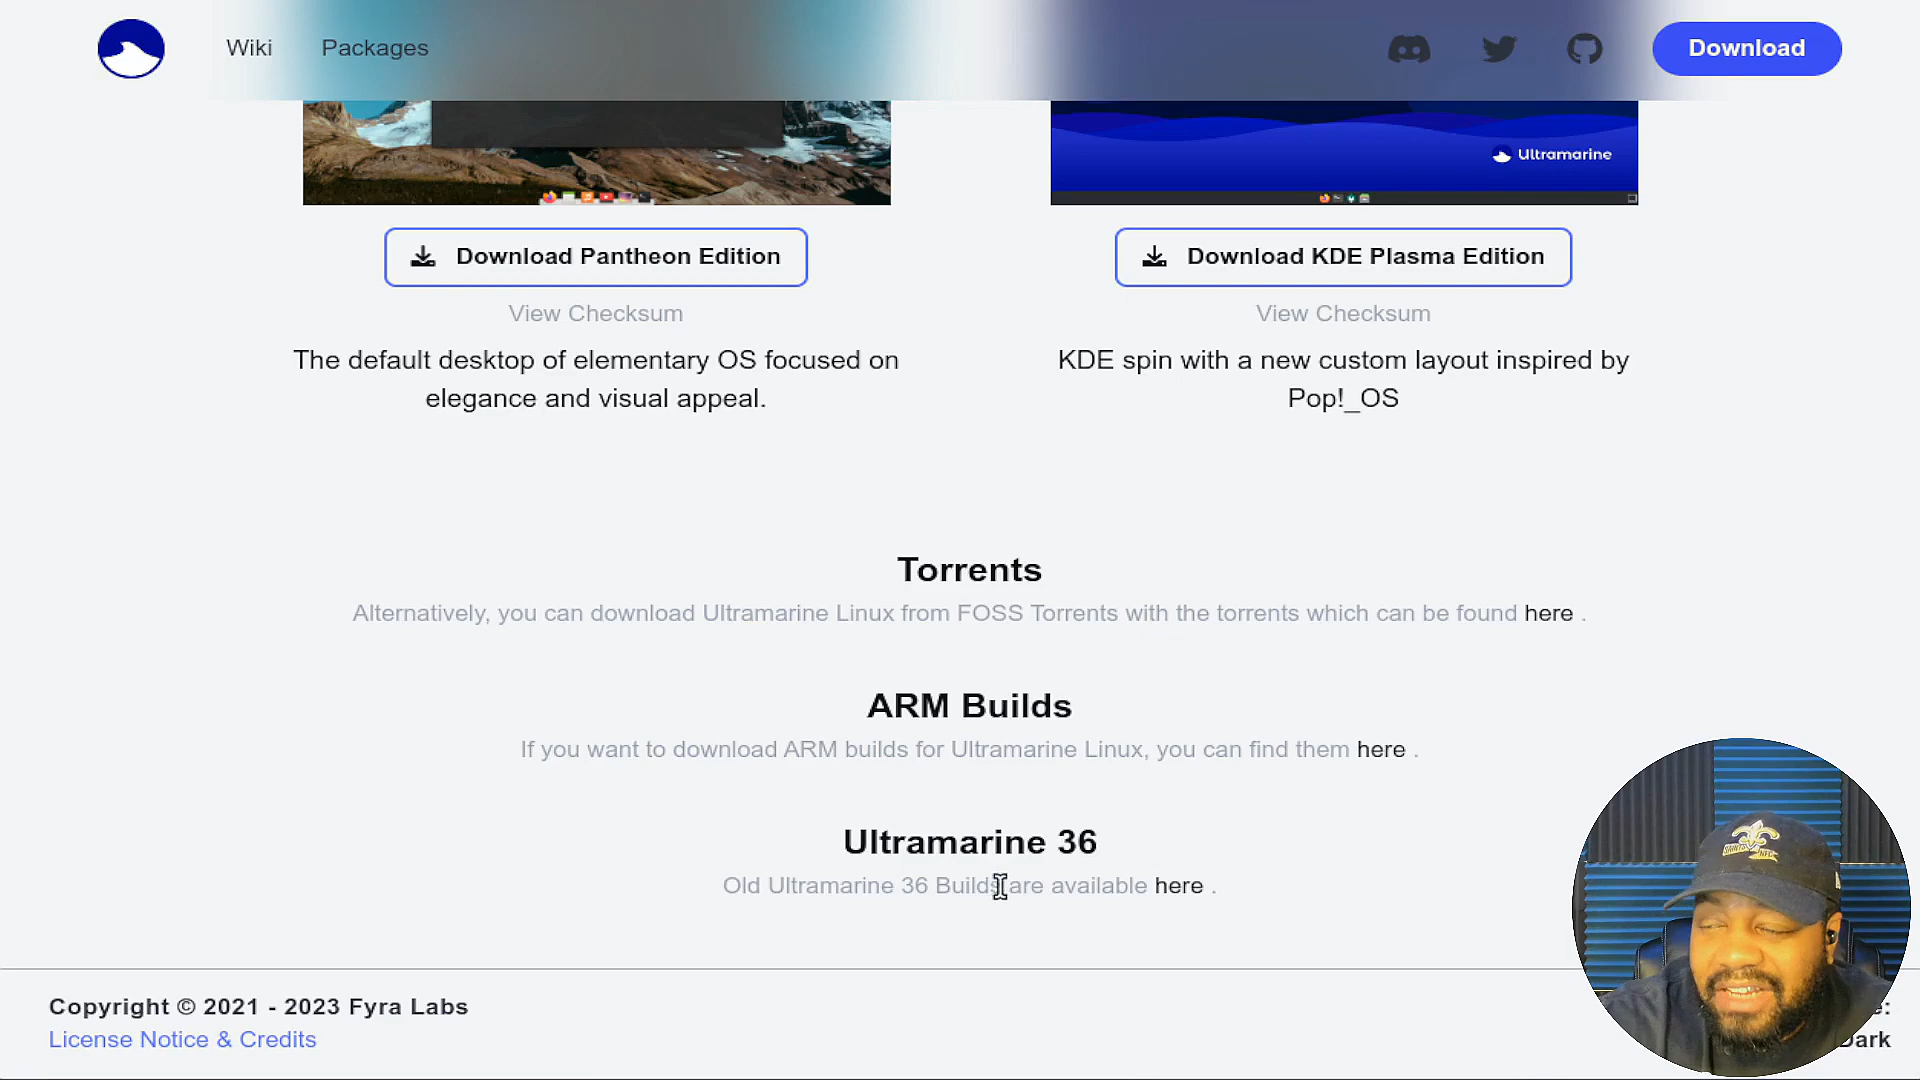 Wiki
Packages
Download
Ultramarine
Download Pantheon Edition
Download KDE Plasma Edition
View Checksum
View Checksum
The default desktop of elementary OS focused on
elegance and visual appeal.
KDE spin with a new custom layout inspired by
Pop!_OS
Torrents
Alternatively, you can download Ultramarine Linux from FOSS Torrents with the torrents which can be found here .
ARM Builds
If you want to download ARM builds for Ultramarine Linux, you can find them here .
Ultramarine 36
Old Ultramarine 36 Builds are available here .
SAINTS NFC
Copyright © 2021 - 2023 Fyra Labs
License Notice & Credits
Dark